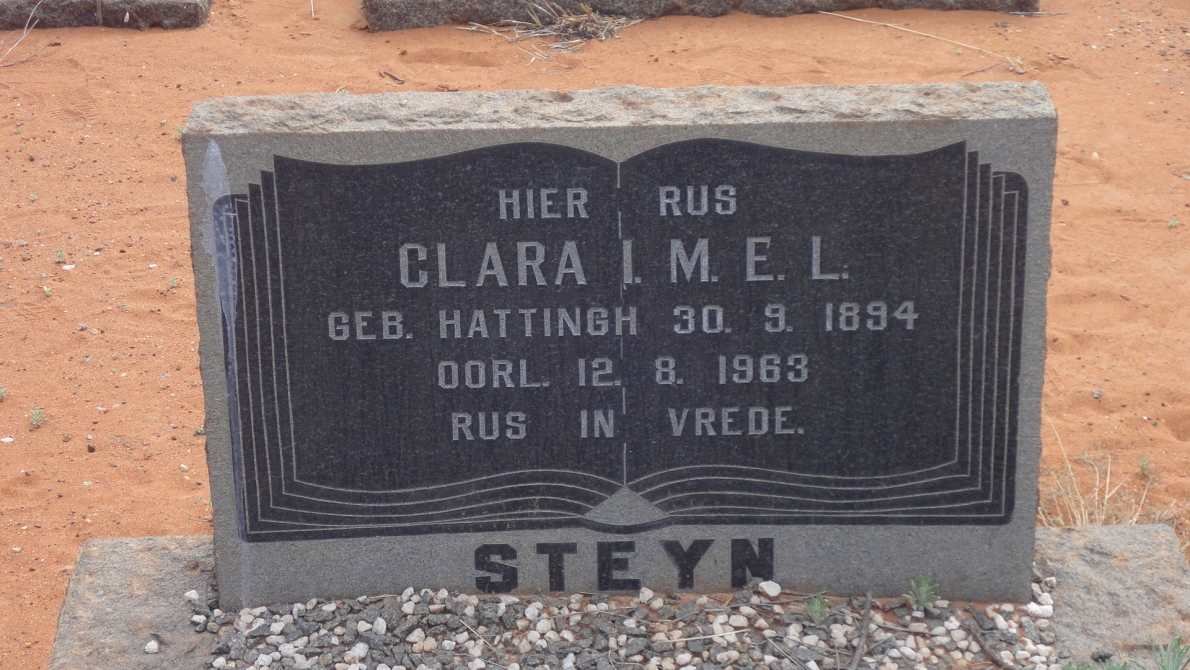 HIER RUS
CLARA I. M. E. L.
GEB. HATTINGH 30. 9. 1894
OORL. 12. 8. 1963
RUS IN VREDE.
STEYN